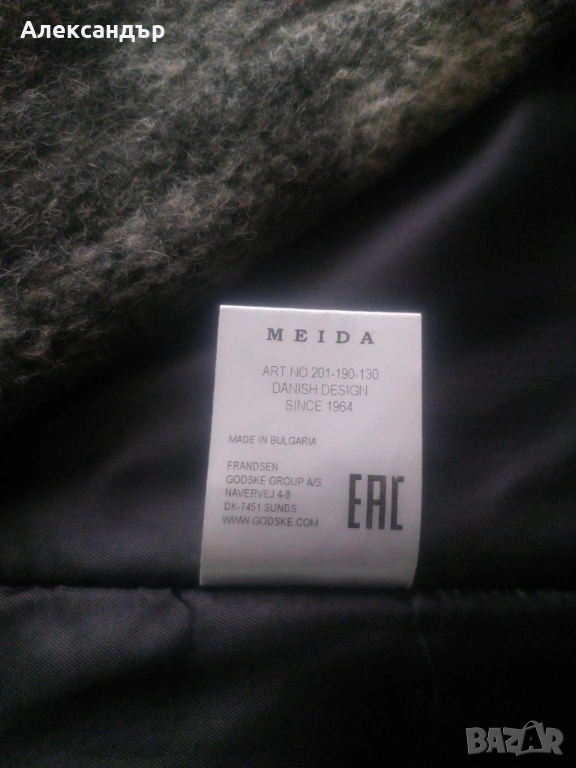 Александър
MEIDA®
ART NO 201-190-130
DANISH DESIGN
SINCE 1964
MADE IN BULGARIA
FRANDSEN
GODSKE GROUP A/S
NAVERVEJ 4-8
DK-7451 SUNDS
WWW.GODSKE.COM
EAC
BAZAR